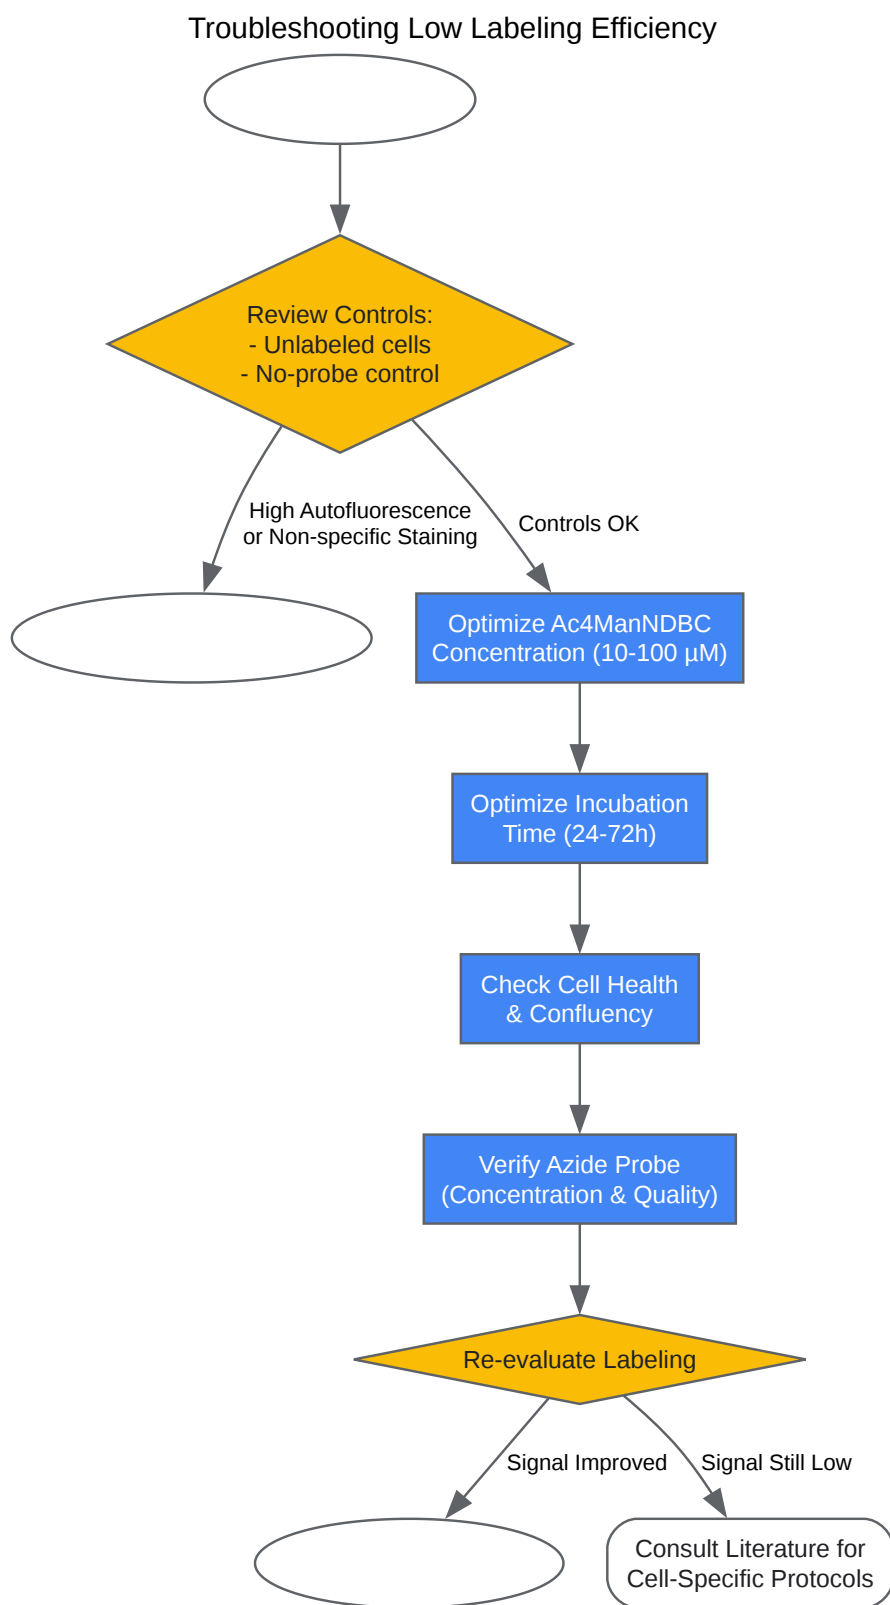 Troubleshooting Low Labeling Efficiency
Review Controls:
- Unlabeled cells
- No-probe control
High Autofluorescence
or Non-specific Staining
Controls OK
Optimize Ac4ManNDBC
Concentration (10-100 µM)
Optimize Incubation
Time (24-72h)
Check Cell Health
& Confluency
Verify Azide Probe
(Concentration & Quality)
Re-evaluate Labeling
Signal Improved
Signal Still Low
Consult Literature for
Cell-Specific Protocols